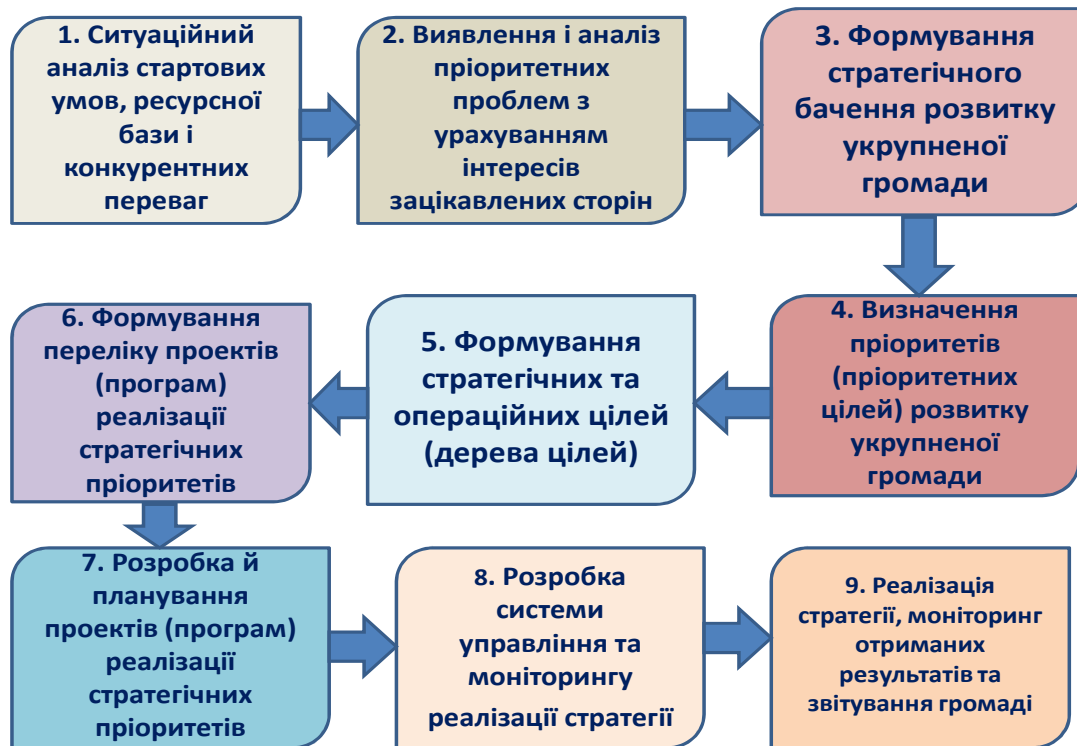 1. Ситуаційний
аналіз стартових
умов, ресурсної
бази і
конкурентних
переваг
2. Виявлення і аналіз
пріоритетних
проблем з
урахуванням
інтересів
зацікавлених сторін
3. Формування
стратегічного
бачення розвитку
укрупненої
громади
4. Визначення
пріоритетів
(пріоритетних
цілей) розвитку
укрупненої
громади
5. Формування
стратегічних та
операційних цілей
(дерева цілей)
6. Формування
переліку проектів
(програм)
реалізації
стратегічних
пріоритетів
7. Розробка й
планування
проектів (програм)
реалізації
стратегічних
пріоритетів
8. Розробка
системи
управління та
моніторингу
реалізації стратегії
9. Реалізація
стратегії, моніторинг
отриманих
результатів та
звітування громаді